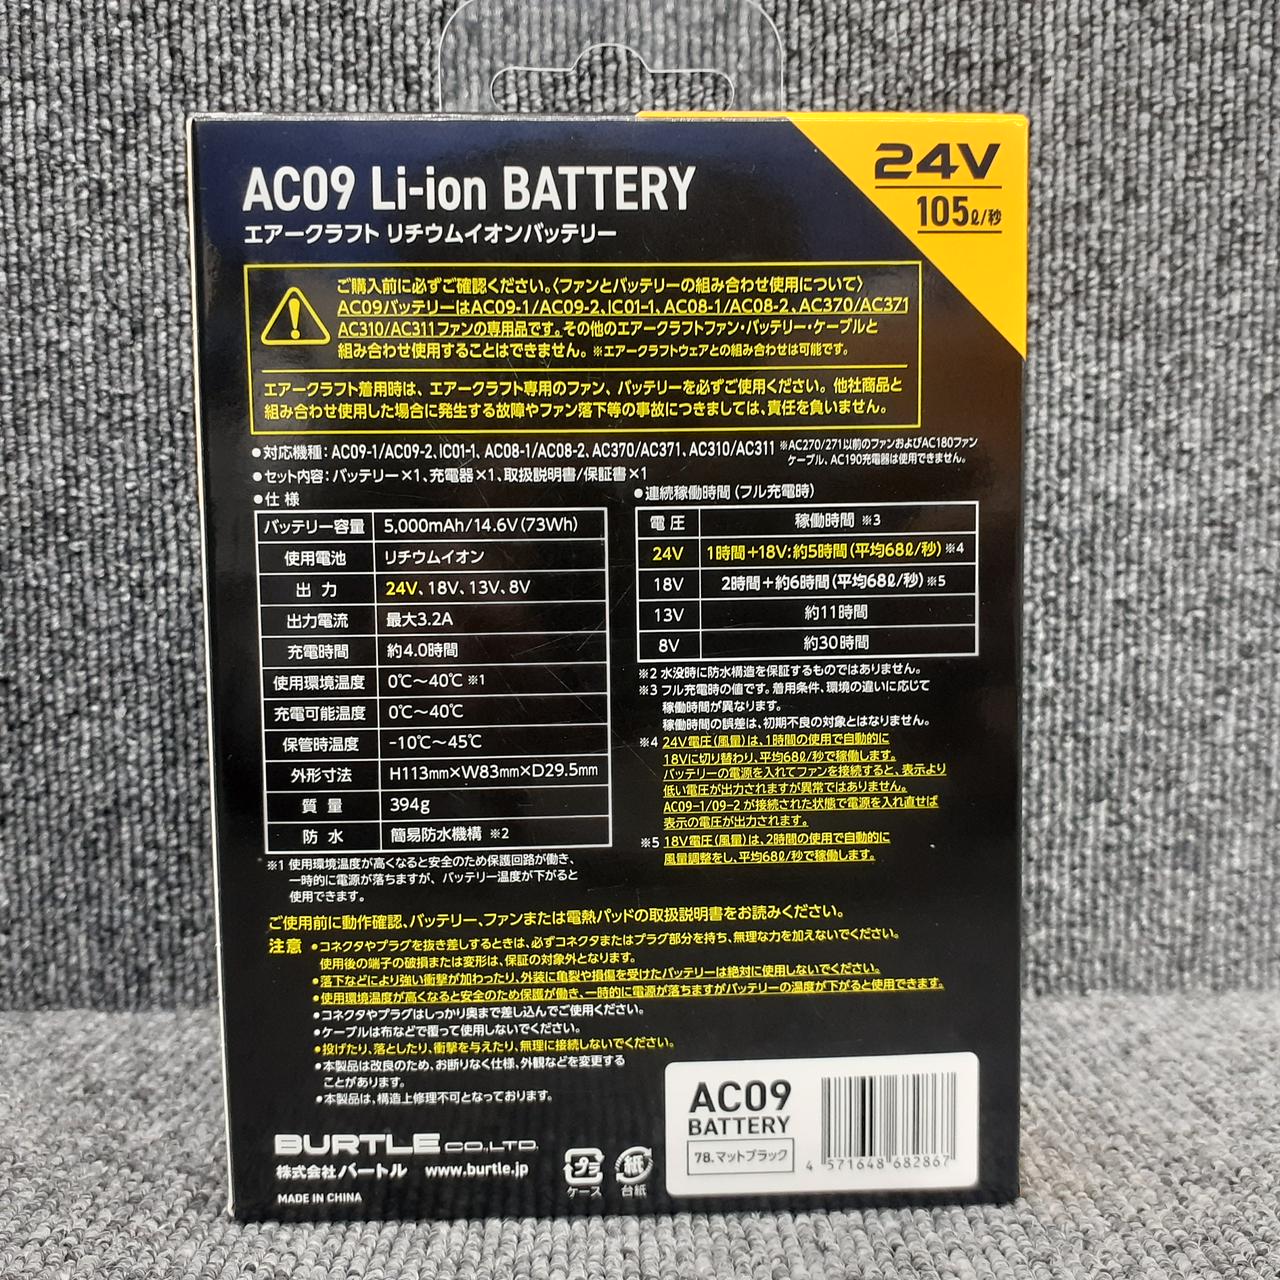 24V
105ℓ/秒
AC09 Li-ion BATTERY
エアークラフト リチウムイオンバッテリー
ご購入前に必ずご確認ください。〈ファンとバッテリーの組み合わせ使用について〉
AC09バッテリーはAC09-1/AC09-2、IC01-1、AC08-1/AC08-2、AC370/AC371
AC310/AC311ファンの専用品です。その他のエアークラフトファン・バッテリー・ケーブルと
組み合わせ使用することはできません。※エアークラフトウェアとの組み合わせは可能です。
エアークラフト着用時は、エアークラフト専用のファン、バッテリーを必ずご使用ください。他社商品と
組み合わせ使用した場合に発生する故障やファン落下等の事故につきましては、責任を負いません。
●対応機種：AC09-1/AC09-2、IC01-1、AC08-1/AC08-2、AC370/AC371、AC310/AC311 ※AC270/271以前のファンおよびAC180ファン
ケーブル、AC190充電器は使用できません。
●セット内容：バッテリー×1、充電器×1、取扱説明書/保証書×1
●仕 様
バッテリー容量 5,000mAh/14.6V(73Wh)
使用電池 リチウムイオン
出 力 24V、18V、13V、8V
出力電流 最大3.2A
充電時間 約4.0時間
使用環境温度 0℃～40℃ ※1
充電可能温度 0℃～40℃
保管時温度 -10℃～45℃
外形寸法 H113mm×W83mm×D29.5mm
質 量 394g
防 水 簡易防水機構 ※2
※1 使用環境温度が高くなると安全のため保護回路が働き、
一時的に電源が落ちますが、バッテリー温度が下がると
使用できます。
●連続稼働時間（フル充電時）
電 圧 稼働時間 ※3
24V 1時間＋18V：約5時間（平均68ℓ/秒）※4
18V 2時間＋約6時間（平均68ℓ/秒）※5
13V 約11時間
8V 約30時間
※2 水没時に防水構造を保証するものではありません。
※3 フル充電時の値です。着用条件、環境の違いに応じて
稼働時間が異なります。
稼働時間の誤差は、初期不良の対象とはなりません。
※4 24V電圧（風量）は、1時間の使用で自動的に
18Vに切り替わり、平均68ℓ/秒で稼働します。
バッテリーの電源を入れてファンを接続すると、表示より
低い電圧が出力されますが異常ではありません。
AC09-1/09-2 が接続された状態で電源を入れ直せば
表示の電圧が出力されます。
※5 18V電圧（風量）は、2時間の使用で自動的に
風量調整をし、平均68ℓ/秒で稼働します。
ご使用前に動作確認、バッテリー、ファンまたは電熱パッドの取扱説明書をお読みください。
注意 ●コネクタやプラグを抜き差しするときは、必ずコネクタまたはプラグ部分を持ち、無理な力を加えないでください。
使用後の端子の破損または変形は、保証の対象外となります。
●落下などにより強い衝撃が加わったり、外装に亀裂や損傷を受けたバッテリーは絶対に使用しないでください。
●使用環境温度が高くなると安全のため保護が働き、一時的に電源が落ちますがバッテリーの温度が下がると使用できます。
●コネクタやプラグはしっかり奥まで差し込んでご使用ください。
●ケーブルは布などで覆って使用しないでください。
●投げたり、落としたり、衝撃を与えたり、無理に接続しないでください。
●本製品は改良のため、お断りなく仕様、外観などを変更する
ことがあります。
●本製品は、構造上修理不可となっております。
BURTLE CO.,LTD.
株式会社バートル www.burtle.jp
MADE IN CHINA
プラ
ケース
紙
台紙
AC09
BATTERY
78.マットブラック
4 571648 682867